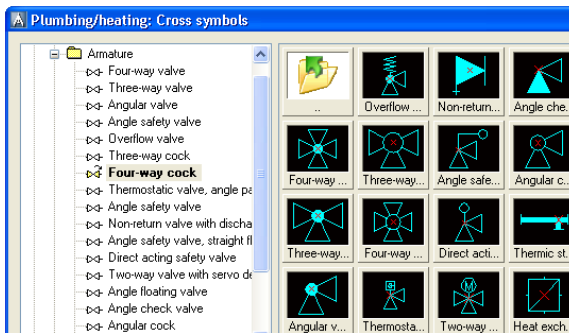 Plumbing/heating: Cross symbols
Armature
Four-way valve
Three-way valve
Angular valve
Angle safety valve
Overflow valve
Three-way cock
Four-way cock
Thermostatic valve, angle pa
Angle safety valve
Non-return valve with discha
Angle safety valve, straight fl
Direct acting safety valve
Two-way valve with servo de
Angle floating valve
Angle check valve
Angular cock
..
Overflow ...
Non-return...
Angle che.
Four-way ...
Three-way...
Angle safe...
Angular c..
M
Three-way...
Four-way ...
Direct acti...
Thermic st.
Angular v...
Thermosta...
Two-way ...
Heat exch.